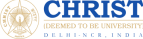 CHRIST
(DEEMED TO BE UNIVERSITY)
DELHI-NCR, INDIA